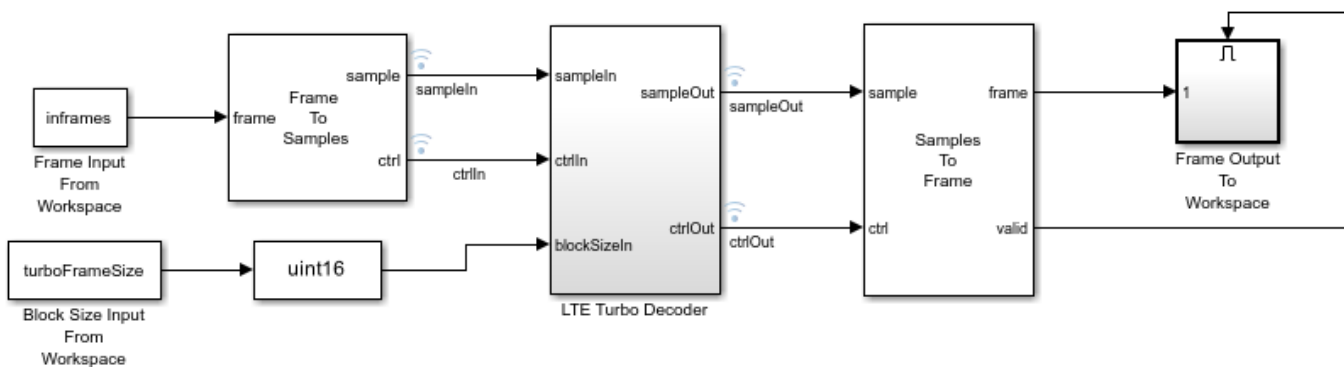 inframes
Frame Input
From
Workspace
frame
Frame
To
Samples
sample
ctrl
sampleIn
ctrlIn
turboFrameSize
Block Size Input
From
Workspace
uint16
sampleIn
ctrlIn
blockSizeIn
sampleOut
ctrlOut
LTE Turbo Decoder
sampleOut
ctrlOut
sample
ctrl
Samples
To
Frame
frame
valid
1
Frame Output
To
Workspace